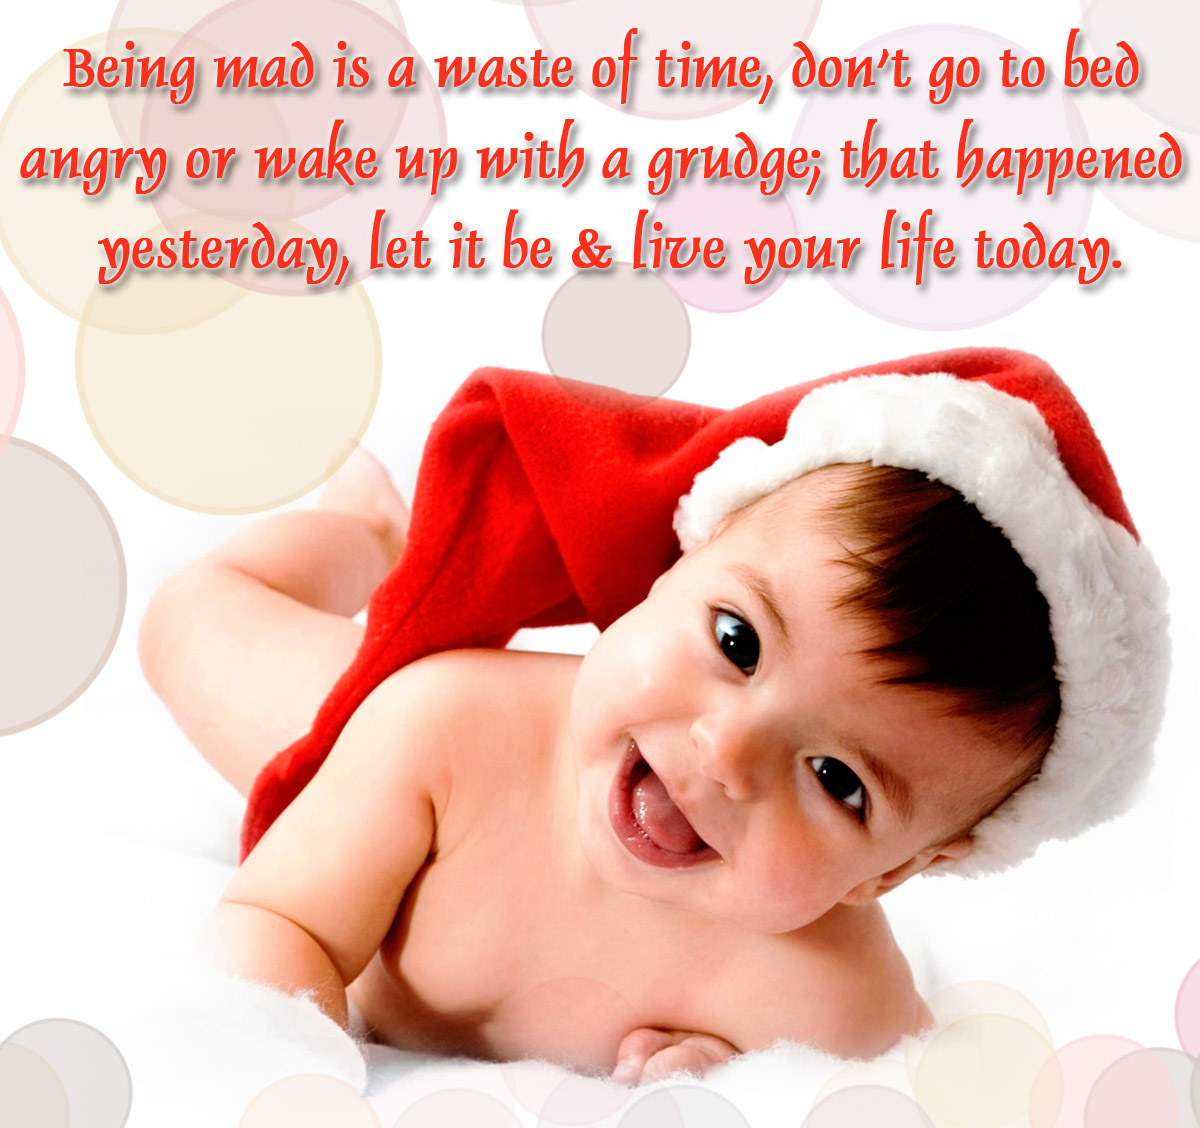 Being mad is a waste of time, don't go to bed
angry or wake up with a grudge; that happened
yesterday, let it be & live your life today.